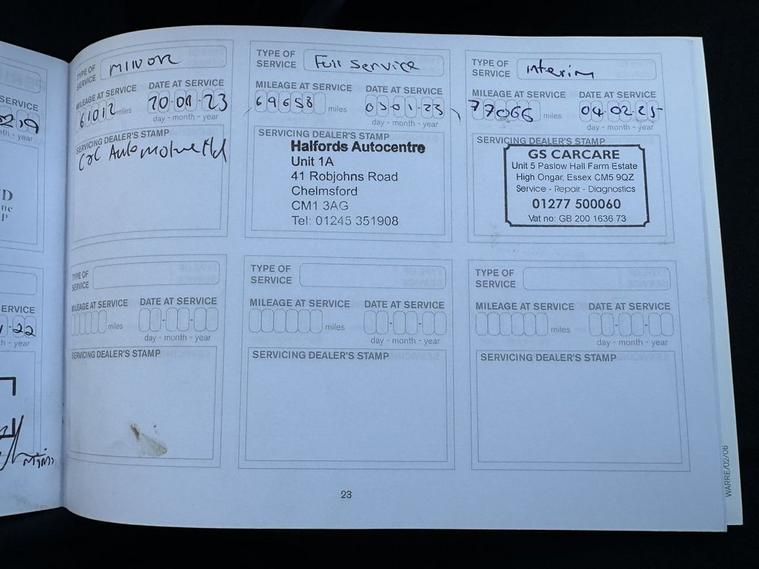 TYPE OF SERVICE MINOR
MILEAGE AT SERVICE DATE AT SERVICE
61012 20-01-23
day - month - year
SERVICING DEALER'S STAMP
TYPE OF SERVICE Full Service
MILEAGE AT SERVICE DATE AT SERVICE
69658 miles
day - month - year
SERVICING DEALER'S STAMP
Halfords Autocentre
Unit 1A
41 Robjohns Road
Chelmsford
CM1 3AG
Tel: 01245 351908
TYPE OF SERVICE interim
MILEAGE AT SERVICE DATE AT SERVICE
77066 miles 04-02-25
day - month - year
SERVICING DEALER'S STAMP
GS CARCARE
Unit 5 Paslow Hall Farm Estate
High Ongar, Essex CM5 9QZ
Service - Repair - Diagnostics
01277 500060
Vat no: GB 200 1636 73
TYPE OF SERVICE
MILEAGE AT SERVICE DATE AT SERVICE
miles
day - month - year
SERVICING DEALER'S STAMP
TYPE OF SERVICE
MILEAGE AT SERVICE DATE AT SERVICE
miles
day - month - year
SERVICING DEALER'S STAMP
TYPE OF SERVICE
MILEAGE AT SERVICE DATE AT SERVICE
miles
day - month - year
SERVICING DEALER'S STAMP
23